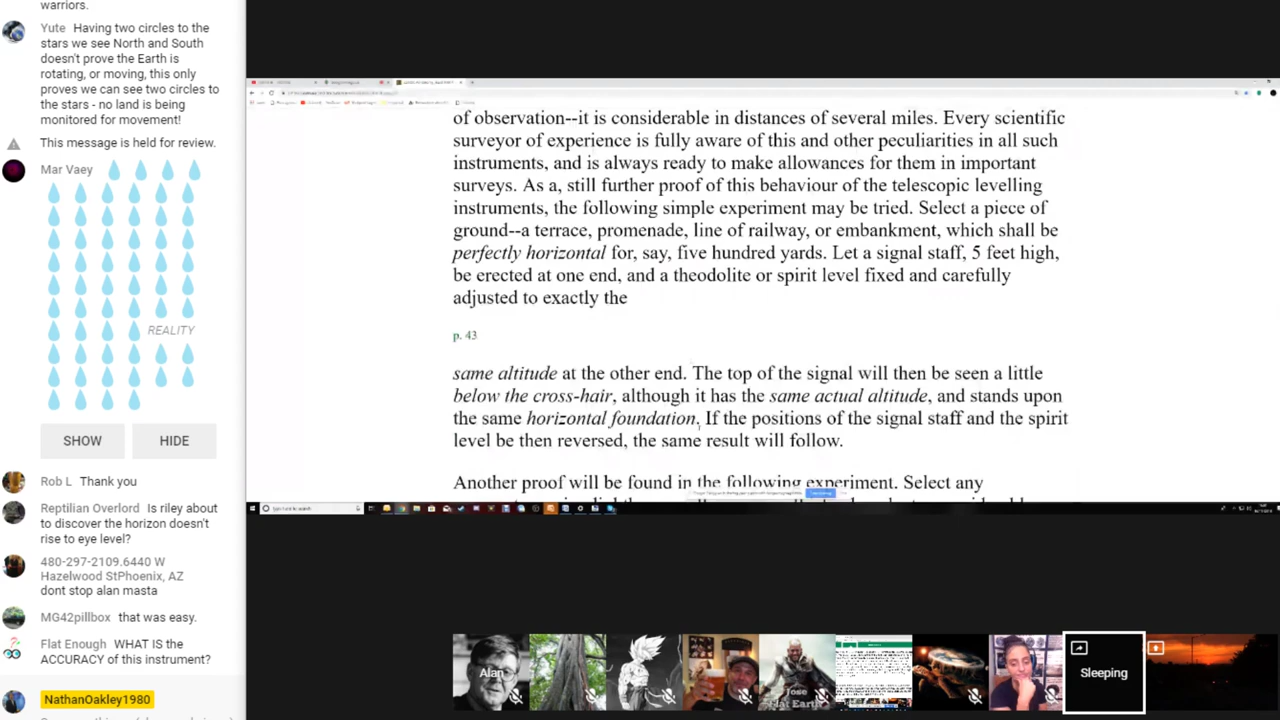 warriors.
Yute Having two circles to the
stars we see North and South
doesn't prove the Earth is
rotating, or moving, this only
proves we can see two circles to
the stars - no land is being
monitored for movement!
This message is held for review.
Mar Vaey
REALITY
SHOW HIDE
Rob L Thank you
Reptilian Overlord Is riley about
to discover the horizon doesn't
rise to eye level?
480-297-2109.6440 W
Hazelwood StPhoenix, AZ
dont stop alan masta
MG42pillbox that was easy.
Flat Enough WHAT IS the
ACCURACY of this instrument?
NathanOakley1980
of observation--it is considerable in distances of several miles. Every scientific
surveyor of experience is fully aware of this and other peculiarities in all such
instruments, and is always ready to make allowances for them in important
surveys. As a, still further proof of this behaviour of the telescopic levelling
instruments, the following simple experiment may be tried. Select a piece of
ground--a terrace, promenade, line of railway, or embankment, which shall be
perfectly horizontal for, say, five hundred yards. Let a signal staff, 5 feet high,
be erected at one end, and a theodolite or spirit level fixed and carefully
adjusted to exactly the
p. 43
same altitude at the other end. The top of the signal will then be seen a little
below the cross-hair, although it has the same actual altitude, and stands upon
the same horizontal foundation. If the positions of the signal staff and the spirit
level be then reversed, the same result will follow.
Another proof will be found in the following experiment. Select any
Alan
Jose
Flat Earth
Sleeping